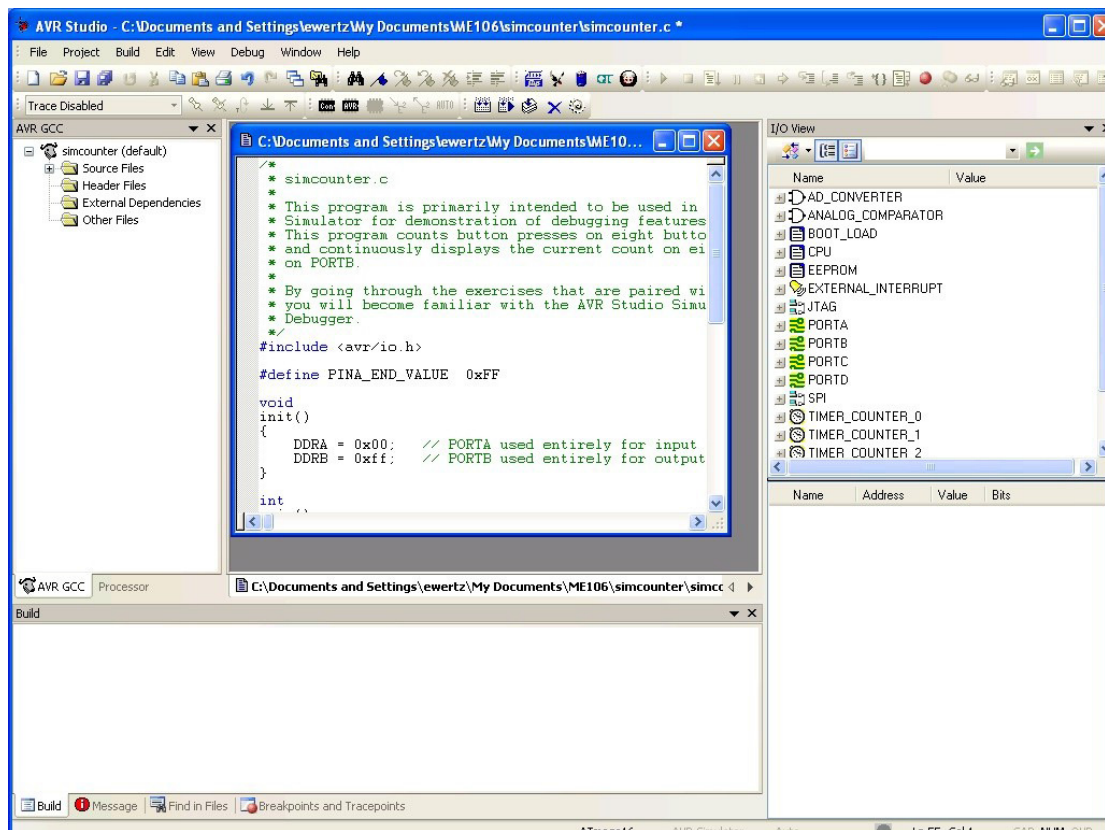 AVR Studio - C:\Documents and Settings\ewertz\My Documents\ME106\simcounter\simcounter.c *
File Project Build Edit View Debug Window Help
Trace Disabled
AVR GCC
simcounter (default)
Source Files
Header Files
External Dependencies
Other Files
AVR GCC Processor
C:\Documents and Settings\ewertz\My Documents\ME10...
/*
* simcounter.c
*
* This program is primarily intended to be used in
* Simulator for demonstration of debugging features
* This program counts button presses on eight butto
* and continuously displays the current count on ei
* on PORTB.
*
* By going through the exercises that are paired wi
* you will become familiar with the AVR Studio Simu
* Debugger.
*/
#include <avr/io.h>
#define PINA_END_VALUE 0xFF
void
init()
{
DDRA = 0x00; // PORTA used entirely for input
DDRB = 0xff; // PORTB used entirely for output
}
int
C:\Documents and Settings\ewertz\My Documents\ME106\simcounter\simcc
I/O View
Name Value
AD_CONVERTER
ANALOG_COMPARATOR
BOOT_LOAD
CPU
EEPROM
EXTERNAL_INTERRUPT
JTAG
PORTA
PORTB
PORTC
PORTD
SPI
TIMER_COUNTER_0
TIMER_COUNTER_1
TIMER_COUNTER_2
Name Address Value Bits
Build
Build Message Find in Files Breakpoints and Tracepoints